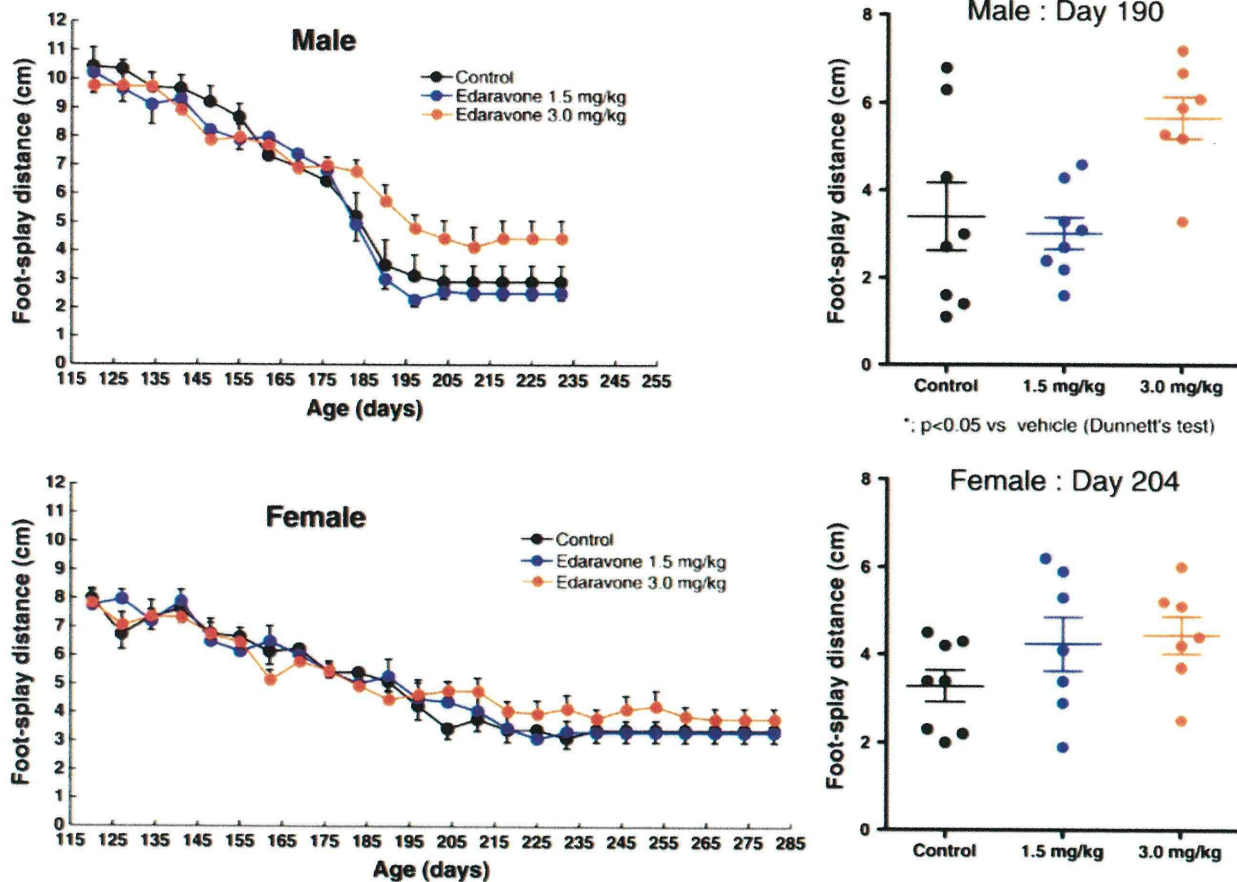 Male
Foot-splay distance (cm)
12
11
10
9
8
7
6
5
4
3
2
1
0
Control
Edaravone 1.5 mg/kg
Edaravone 3.0 mg/kg
115 125 135 145 155 165 175 185 195 205 215 225 235 245 255
Age (days)
Male : Day 190
Foot-splay distance (cm)
8
6
4
2
0
Control 1.5 mg/kg 3.0 mg/kg
*; p<0.05 vs vehicle (Dunnett's test)
Female
Foot-splay distance (cm)
12
11
10
9
8
7
6
5
4
3
2
1
0
Control
Edaravone 1.5 mg/kg
Edaravone 3.0 mg/kg
115 125 135 145 155 165 175 185 195 205 215 225 235 245 255 265 275 285
Age (days)
Female : Day 204
Foot-splay distance (cm)
8
6
4
2
0
Control 1.5 mg/kg 3.0 mg/kg